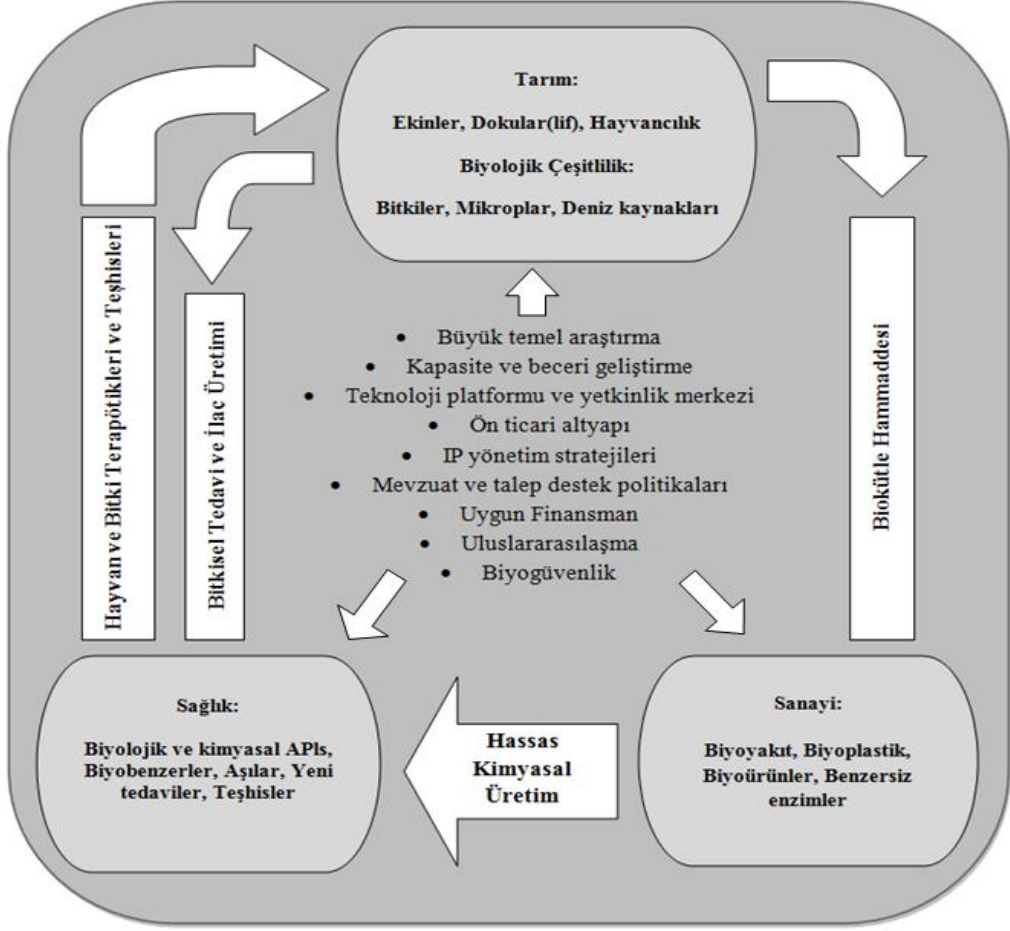 Tarım:
Ekinler, Dokular(lif), Hayvancılık
Biyolojik Çeşitlilik:
Bitkiler, Mikroplar, Deniz kaynakları
Hayvan ve Bitki Terapötikleri ve Teşhisleri
Bitkisel Tedavi ve İlac Üretimi
• Büyük temel araştırma
• Kapasite ve beceri geliştirme
• Teknoloji platformu ve yetkinlik merkezi
• Ön ticari altyapı
• IP yönetim stratejileri
• Mevzuat ve talep destek politikaları
• Uygun Finansman
• Uluslararasılaşma
• Biyogüvenlik
Biokütle Hammaddesi
Sağlık:
Biyolojik ve kimyasal APIs,
Biyobenzerler, Aşılar, Yeni
tedaviler, Teşhisler
Hassas
Kimyasal
Üretim
Sanayi:
Biyoyakıt, Biyoplastik,
Biyoürünler, Benzersiz
enzimler